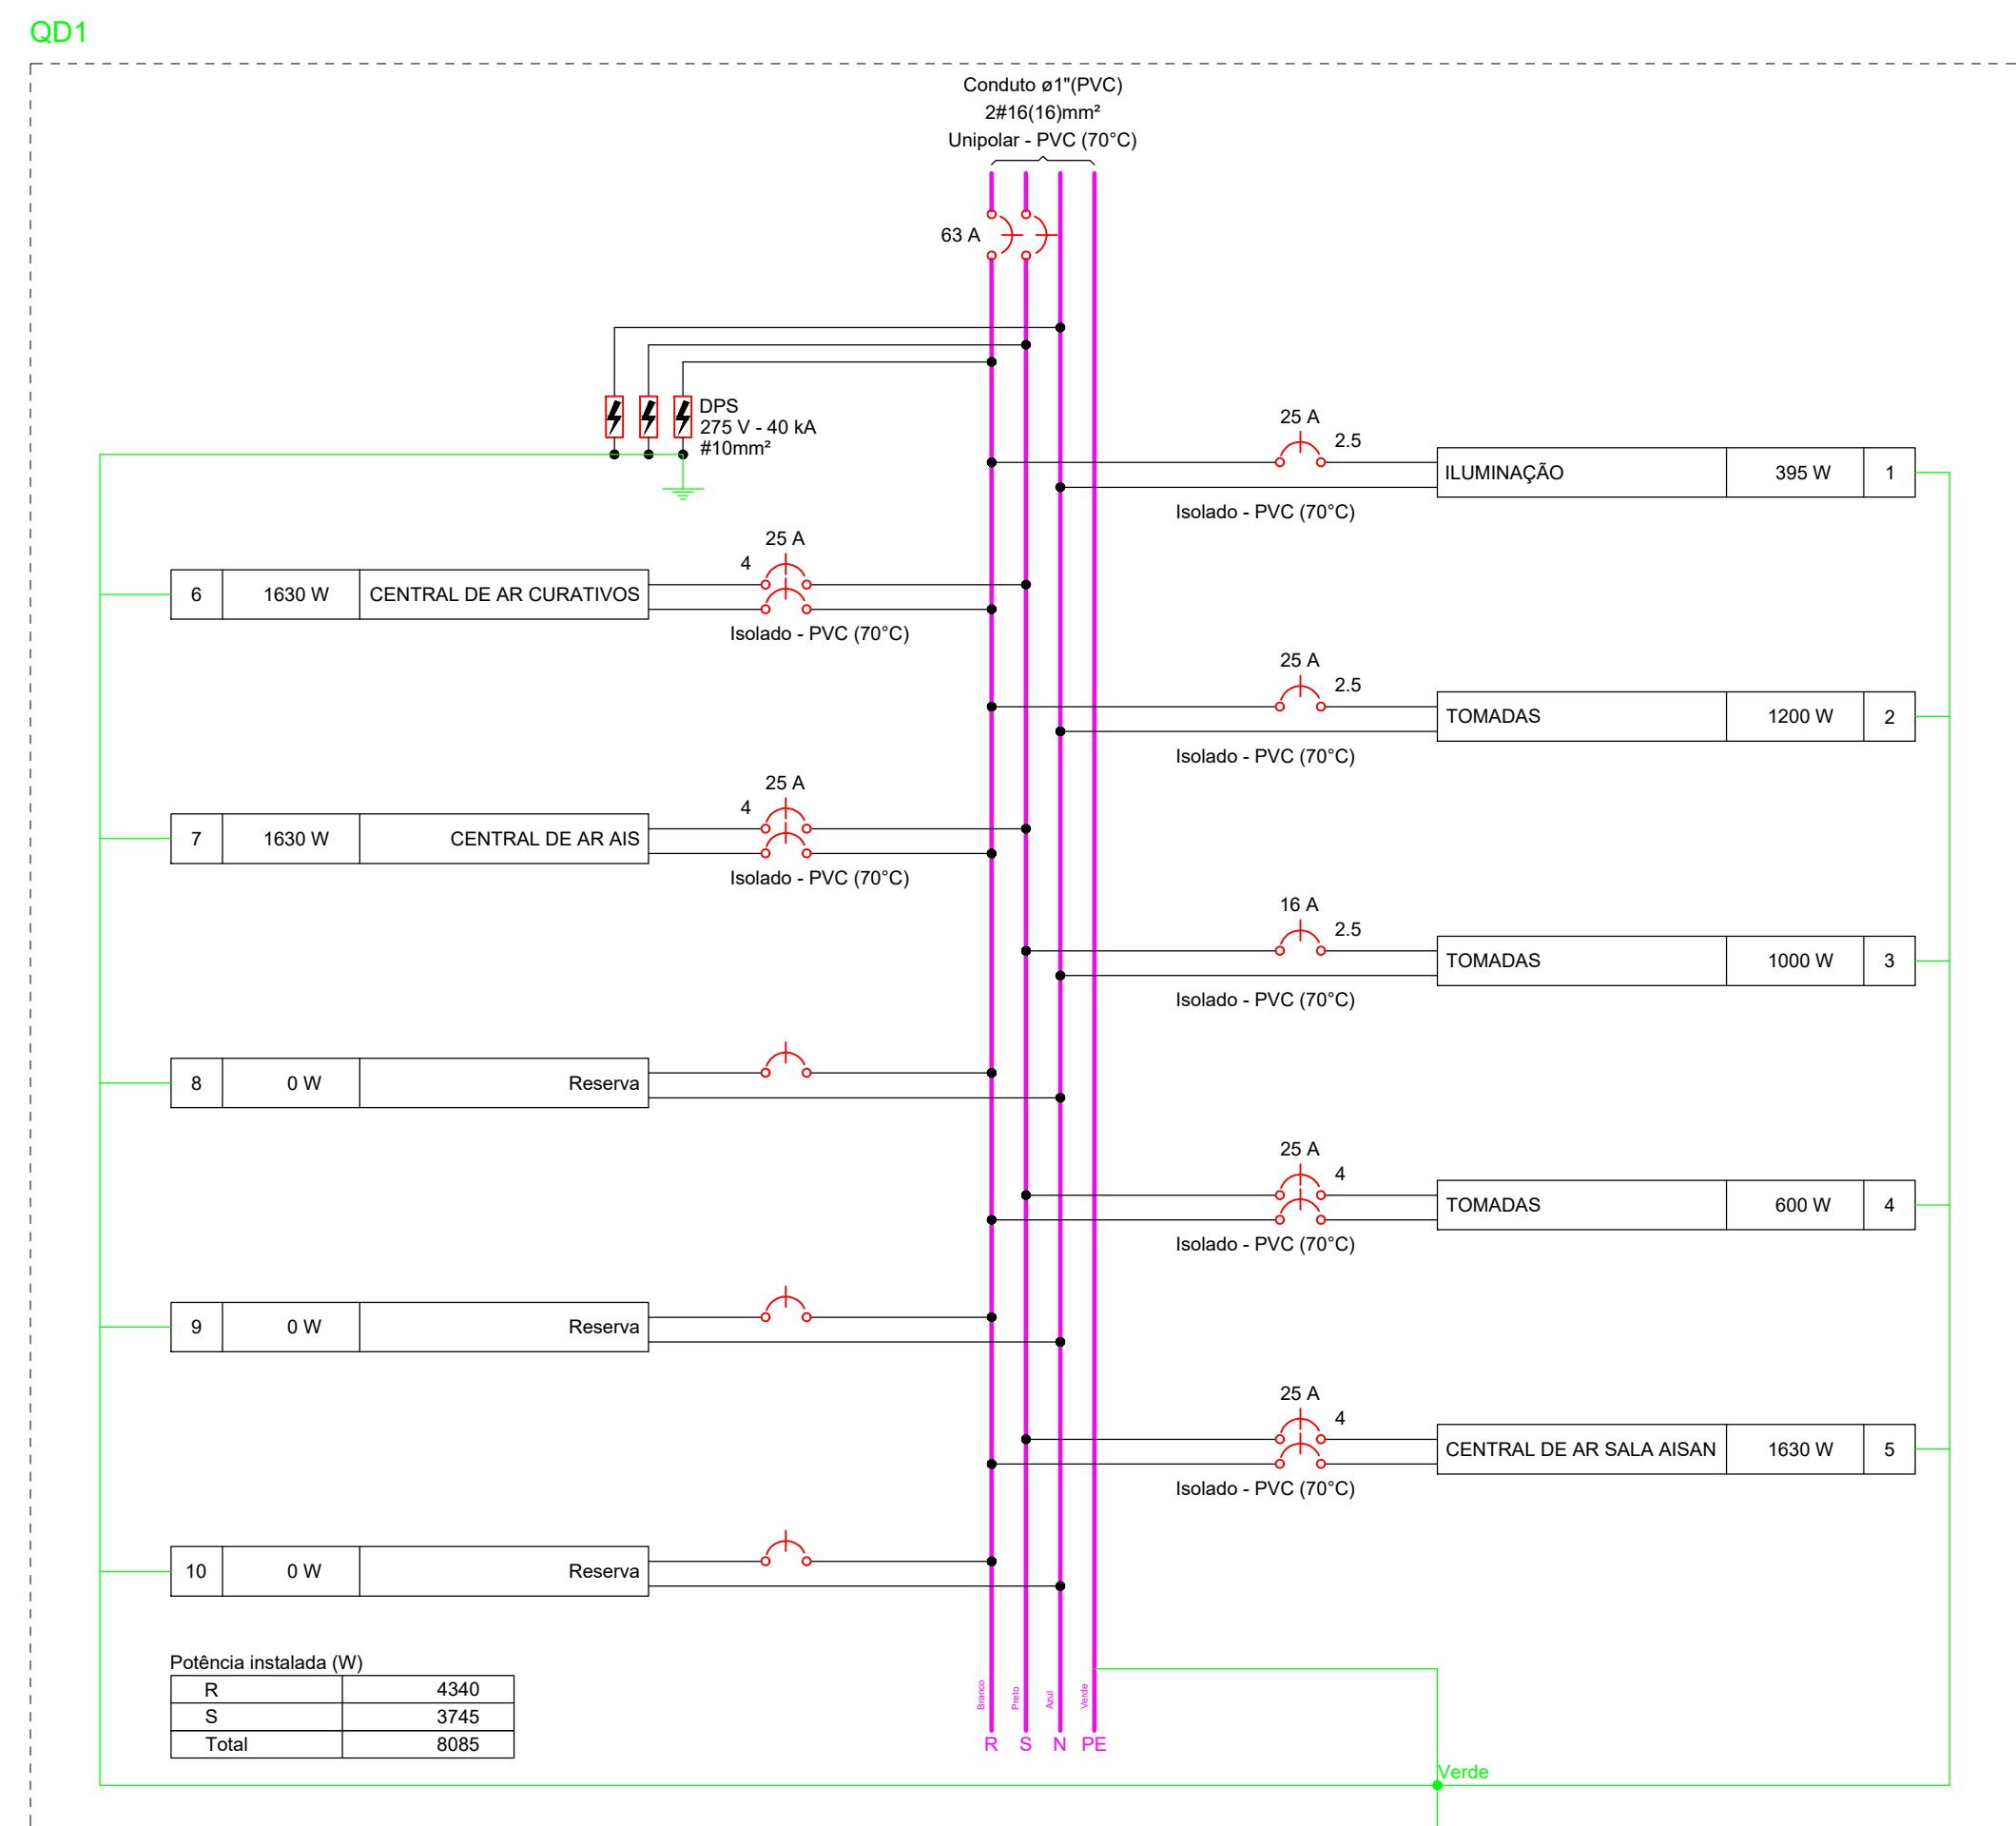 QD1
Conduto ø1"(PVC)
2#16(16)mm²
Unipolar - PVC (70°C)
63 A
DPS
275 V - 40 kA
#10mm²
25 A
2.5
ILUMINAÇÃO 395 W 1
Isolado - PVC (70°C)
25 A
4
6 1630 W CENTRAL DE AR CURATIVOS
Isolado - PVC (70°C)
25 A
2.5
TOMADAS 1200 W 2
Isolado - PVC (70°C)
25 A
4
7 1630 W CENTRAL DE AR AIS
Isolado - PVC (70°C)
16 A
2.5
TOMADAS 1000 W 3
Isolado - PVC (70°C)
8 0 W Reserva
25 A
4
TOMADAS 600 W 4
Isolado - PVC (70°C)
9 0 W Reserva
25 A
4
CENTRAL DE AR SALA AISAN 1630 W 5
Isolado - PVC (70°C)
10 0 W Reserva
Potência instalada (W)
R 4340
S 3745
Total 8085
Branco
Preto
Azul
Verde
R S N PE
Verde